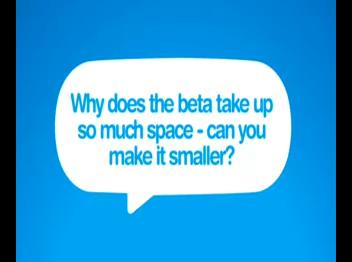 Why does the beta take up
so much space - can you
make it smaller?